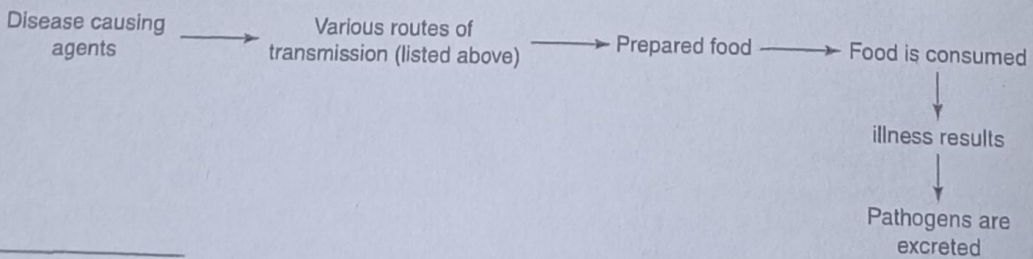 Disease causing
agents
Various routes of
transmission (listed above)
Prepared food
Food is consumed
illness results
Pathogens are
excreted